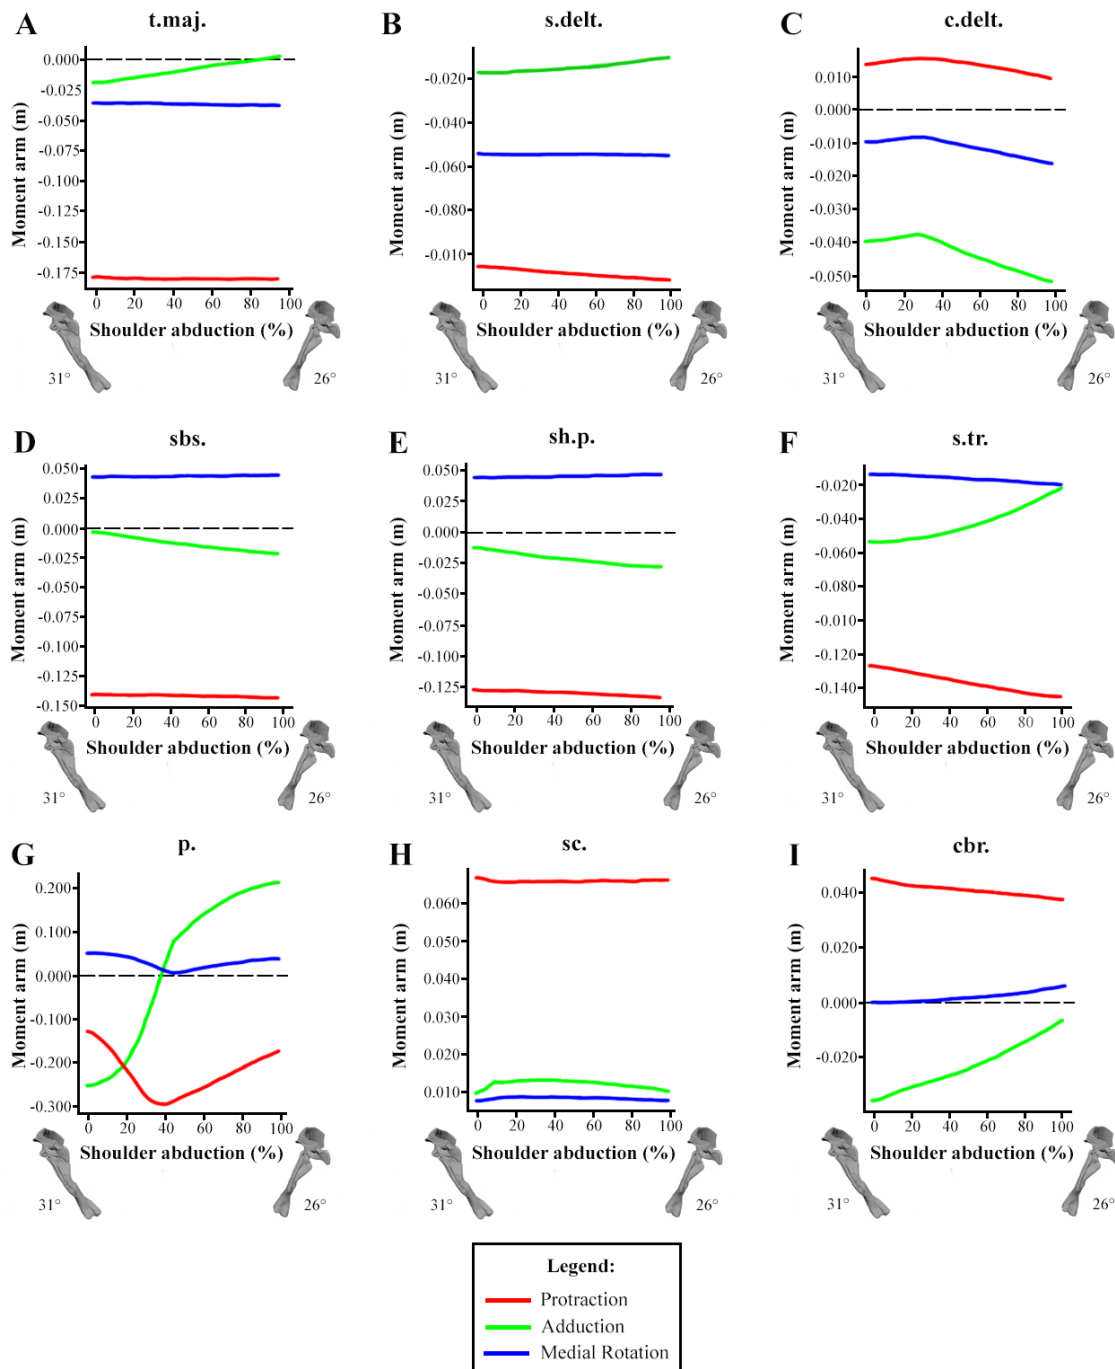 A t.maj.
0.000
-0.025
-0.050
-0.075
-0.100
-0.125
-0.150
-0.175
Moment arm (m)
0 20 40 60 80 100
Shoulder abduction (%)
31° 26°
B s.delt.
-0.020
-0.040
-0.060
-0.080
-0.010
Moment arm (m)
0 20 40 60 80 100
Shoulder abduction (%)
31° 26°
C c.delt.
0.010
0.000
-0.010
-0.020
-0.030
-0.040
-0.050
Moment arm (m)
0 20 40 60 80 100
Shoulder abduction (%)
31° 26°
D sbs.
0.050
0.025
0.000
-0.025
-0.050
-0.075
-0.100
-0.125
-0.150
Moment arm (m)
0 20 40 60 80 100
Shoulder abduction (%)
31° 26°
E sh.p.
0.050
0.025
0.000
-0.025
-0.050
-0.075
-0.100
-0.125
Moment arm (m)
0 20 40 60 80 100
Shoulder abduction (%)
31° 26°
F s.tr.
-0.020
-0.040
-0.060
-0.080
-0.100
-0.120
-0.140
Moment arm (m)
0 20 40 60 80 100
Shoulder abduction (%)
31° 26°
G p.
0.200
0.100
0.000
-0.100
-0.200
-0.300
Moment arm (m)
0 20 40 60 80 100
Shoulder abduction (%)
31° 26°
H sc.
0.060
0.050
0.040
0.030
0.020
0.010
Moment arm (m)
0 20 40 60 80 100
Shoulder abduction (%)
31° 26°
I cbr.
0.040
0.020
0.000
-0.020
Moment arm (m)
0 20 40 60 80 100
Shoulder abduction (%)
31° 26°
Legend:
Protraction
Adduction
Medial Rotation